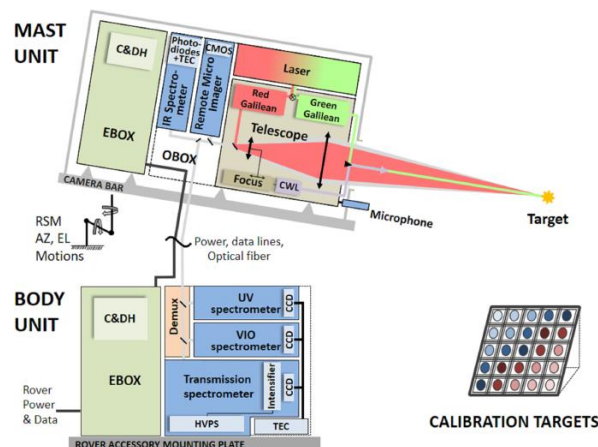 MAST
UNIT
C&DH
EBOX
Photo-
diodes
+TEC
IR Spectro-
meter
CMOS
Remote Micro
Imager
OBOX
Laser
Red
Galilean
Green
Galilean
Telescope
Focus
CWL
Microphone
Target
CAMERA BAR
RSM
AZ, EL
Motions
Power, data lines,
Optical fiber
BODY
UNIT
C&DH
EBOX
Demux
UV
spectrometer
CCD
VIO
spectrometer
CCD
Transmission
spectrometer
Intensifier
CCD
HVPS
TEC
Rover
Power
& Data
ROVER ACCESSORY MOUNTING PLATE
CALIBRATION TARGETS